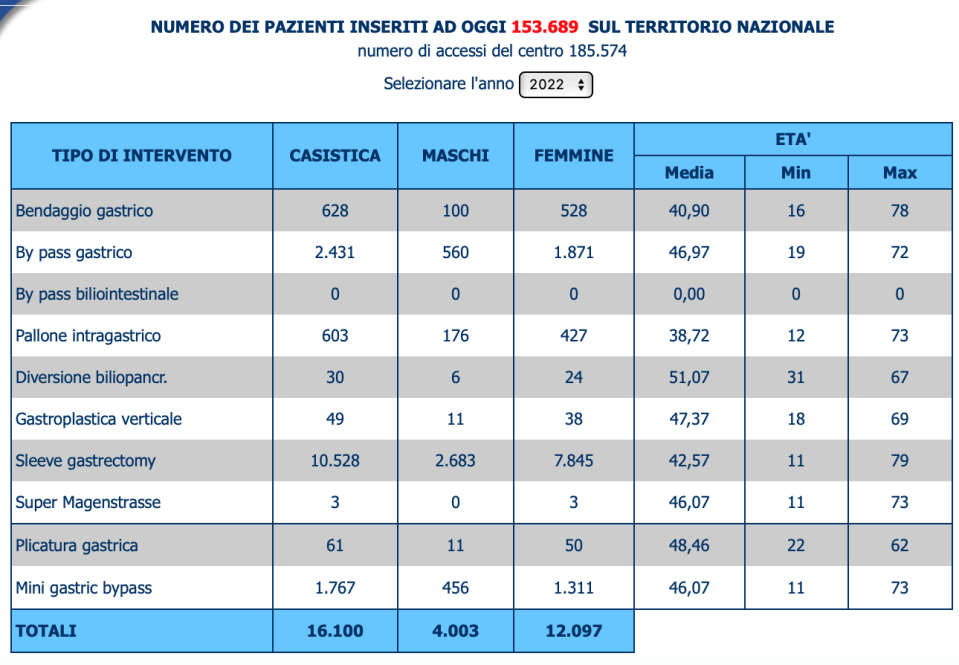 NUMERO DEI PAZIENTI INSERITI AD OGGI 153.689 SUL TERRITORIO NAZIONALE
numero di accessi del centro 185.574
Selezionare l'anno 2022
TIPO DI INTERVENTO CASISTICA MASCHI FEMMINE ETA'
Media Min Max
Bendaggio gastrico 628 100 528 40,90 16 78
By pass gastrico 2.431 560 1.871 46,97 19 72
By pass biliointestinale 0 0 0 0,00 0 0
Pallone intragastrico 603 176 427 38,72 12 73
Diversione biliopancr. 30 6 24 51,07 31 67
Gastroplastica verticale 49 11 38 47,37 18 69
Sleeve gastrectomy 10.528 2.683 7.845 42,57 11 79
Super Magenstrasse 3 0 3 46,07 11 73
Plicatura gastrica 61 11 50 48,46 22 62
Mini gastric bypass 1.767 456 1.311 46,07 11 73
TOTALI 16.100 4.003 12.097